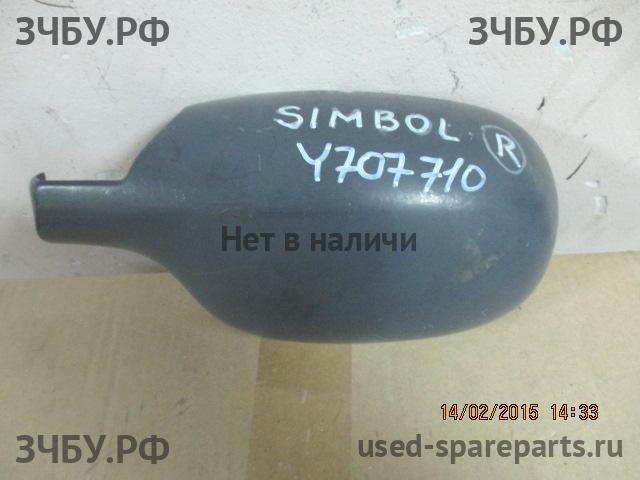 ЗЧБУ.РФ
ЗЧБУ.РФ
SIMBOL
R
Y707710
Нет в наличи
14/02/2015 14:33
ЗЧБУ.РФ
used-spareparts.ru